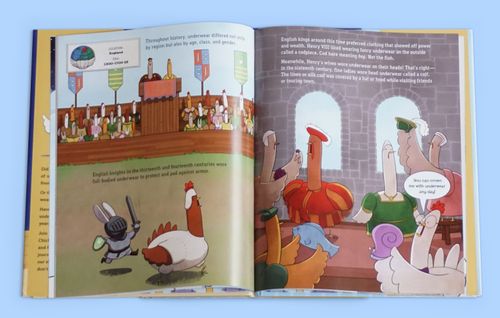 LOCATION:
England
Throughout history, underwear differed not only
by region but also by age, class, and gender.
English knights in the thirteenth and fourteenth centuries wore
full-bodied underwear to protect and pad against armor.
English kings around this time preferred clothing that showed off power
and wealth. Henry VIII liked wearing fancy underwear on the outside
called a codpiece. Cod here meaning bag. Not the fish.
Meanwhile, Henry's wives wore underwear on their heads! That's right—
in the sixteenth century, fine ladies wore head underwear called a coif.
The linen or silk coif was covered by a hat or hood while visiting friends
or touring town.
You can crown
me with underwear
any day!